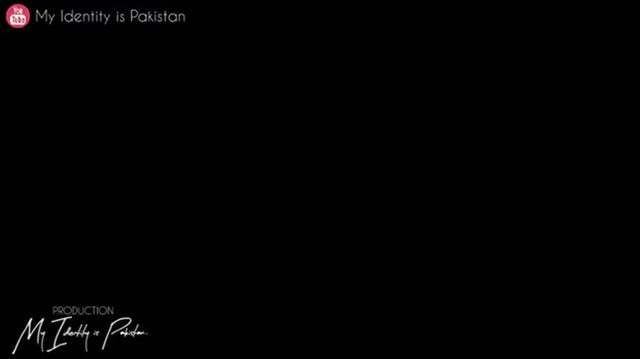 You
Tube
My Identity is Pakistan
PRODUCTION
My Identity is Pakistan.